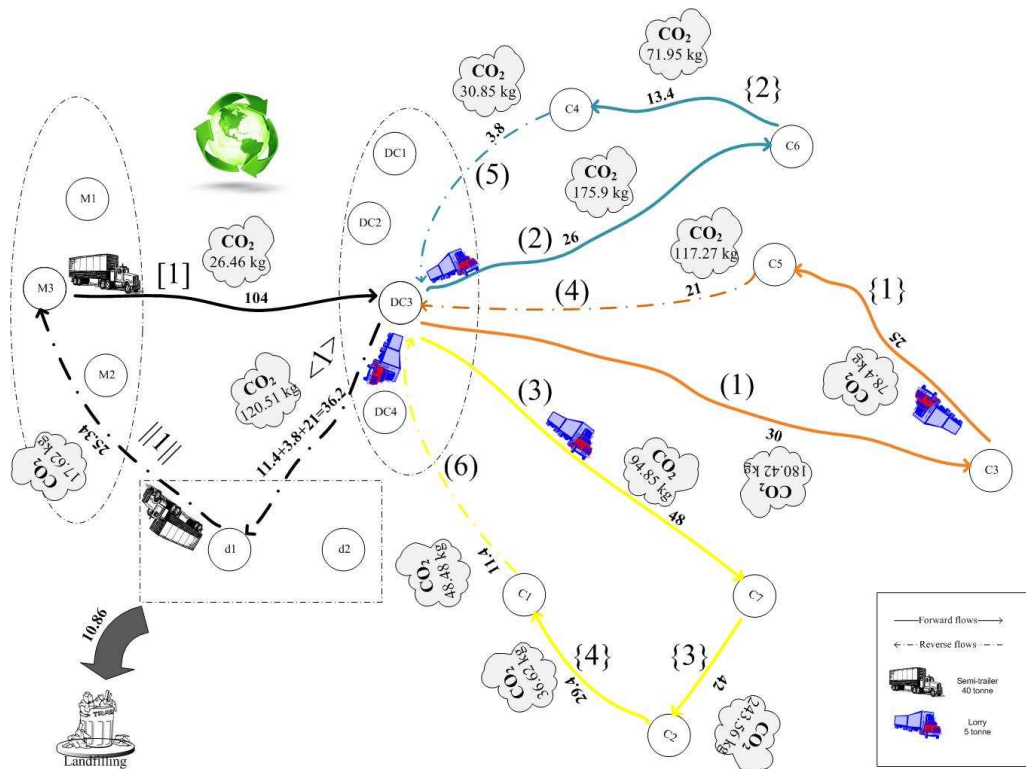 CO₂
71.95 kg
{2}
13.4
CO₂
30.85 kg
C4
C6
3.8
DC1
(5)
CO₂
175.9 kg
M1
DC2
CO₂
26.46 kg
[1]
(2)
26
CO₂
117.27 kg
C5
M3
104
DC3
(4)
21
{1}
25
CO₂
78.4 kg
M2
<1>
CO₂
120.51 kg
11.4+3.8+21=36.2
DC4
(3)
(1)
30
C3
||1||
25.34
CO₂
17.62 kg
(6)
CO₂
94.85 kg
CO₂
180.42 kg
48
d1
d2
11.4
CO₂
48.48 kg
C1
C7
10.86
{4}
{3}
42
CO₂
36.62 kg
29.4
C2
CO₂
243.56 kg
TRASH
Landfilling
Forward flows
Reverse flows
Semi-trailer
40 tonne
Lorry
5 tonne